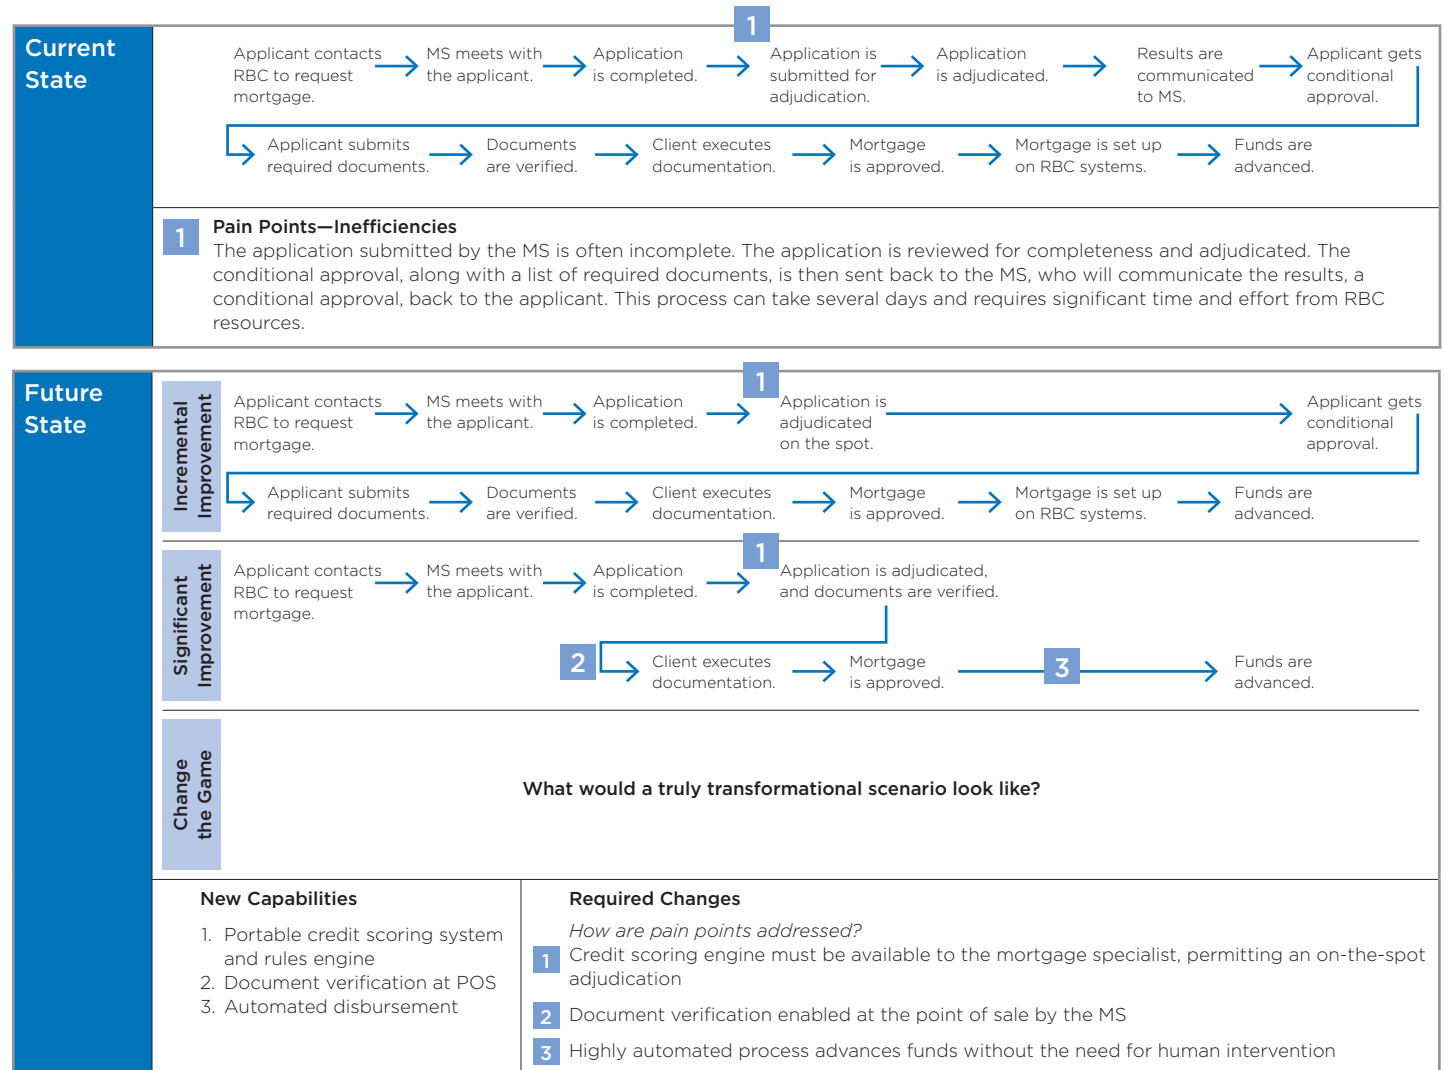 Current
State
1
Applicant contacts
RBC to request
mortgage.
MS meets with
the applicant.
Application
is completed.
Application is
submitted for
adjudication.
Application
is adjudicated.
Results are
communicated
to MS.
Applicant gets
conditional
approval.
Applicant submits
required documents.
Documents
are verified.
Client executes
documentation.
Mortgage
is approved.
Mortgage is set up
on RBC systems.
Funds are
advanced.
1
Pain Points—Inefficiencies
The application submitted by the MS is often incomplete. The application is reviewed for completeness and adjudicated. The
conditional approval, along with a list of required documents, is then sent back to the MS, who will communicate the results, a
conditional approval, back to the applicant. This process can take several days and requires significant time and effort from RBC
resources.
Future
State
Incremental
Improvement
1
Applicant contacts
RBC to request
mortgage.
MS meets with
the applicant.
Application
is completed.
Application is
adjudicated
on the spot.
Applicant gets
conditional
approval.
Applicant submits
required documents.
Documents
are verified.
Client executes
documentation.
Mortgage
is approved.
Mortgage is set up
on RBC systems.
Funds are
advanced.
Significant
Improvement
1
Applicant contacts
RBC to request
mortgage.
MS meets with
the applicant.
Application
is completed.
Application is adjudicated,
and documents are verified.
2
Client executes
documentation.
Mortgage
is approved.
3
Funds are
advanced.
Change
the Game
What would a truly transformational scenario look like?
New Capabilities
1. Portable credit scoring system
and rules engine
2. Document verification at POS
3. Automated disbursement
Required Changes
How are pain points addressed?
1 Credit scoring engine must be available to the mortgage specialist, permitting an on-the-spot
adjudication
2 Document verification enabled at the point of sale by the MS
3 Highly automated process advances funds without the need for human intervention